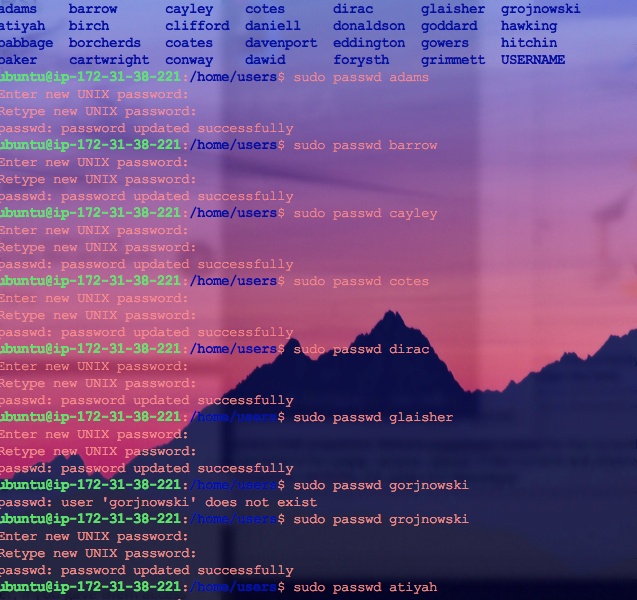 adams barrow cayley cotes dirac glaisher grojnowski
atiyah birch clifford daniell donaldson goddard hawking
babbage borcherds coates davenport eddington gowers hitchin
baker cartwright conway dawid forysth grimmett USERNAME
ubuntu@ip-172-31-38-221:/home/users$ sudo passwd adams
Enter new UNIX password:
Retype new UNIX password:
passwd: password updated successfully
ubuntu@ip-172-31-38-221:/home/users$ sudo passwd barrow
Enter new UNIX password:
Retype new UNIX password:
passwd: password updated successfully
ubuntu@ip-172-31-38-221:/home/users$ sudo passwd cayley
Enter new UNIX password:
Retype new UNIX password:
passwd: password updated successfully
ubuntu@ip-172-31-38-221:/home/users$ sudo passwd cotes
Enter new UNIX password:
Retype new UNIX password:
passwd: password updated successfully
ubuntu@ip-172-31-38-221:/home/users$ sudo passwd dirac
Enter new UNIX password:
Retype new UNIX password:
passwd: password updated successfully
ubuntu@ip-172-31-38-221:/home/users$ sudo passwd glaisher
Enter new UNIX password:
Retype new UNIX password:
passwd: password updated successfully
ubuntu@ip-172-31-38-221:/home/users$ sudo passwd gorjnowski
passwd: user 'gorjnowski' does not exist
ubuntu@ip-172-31-38-221:/home/users$ sudo passwd grojnowski
Enter new UNIX password:
Retype new UNIX password:
passwd: password updated successfully
ubuntu@ip-172-31-38-221:/home/users$ sudo passwd atiyah